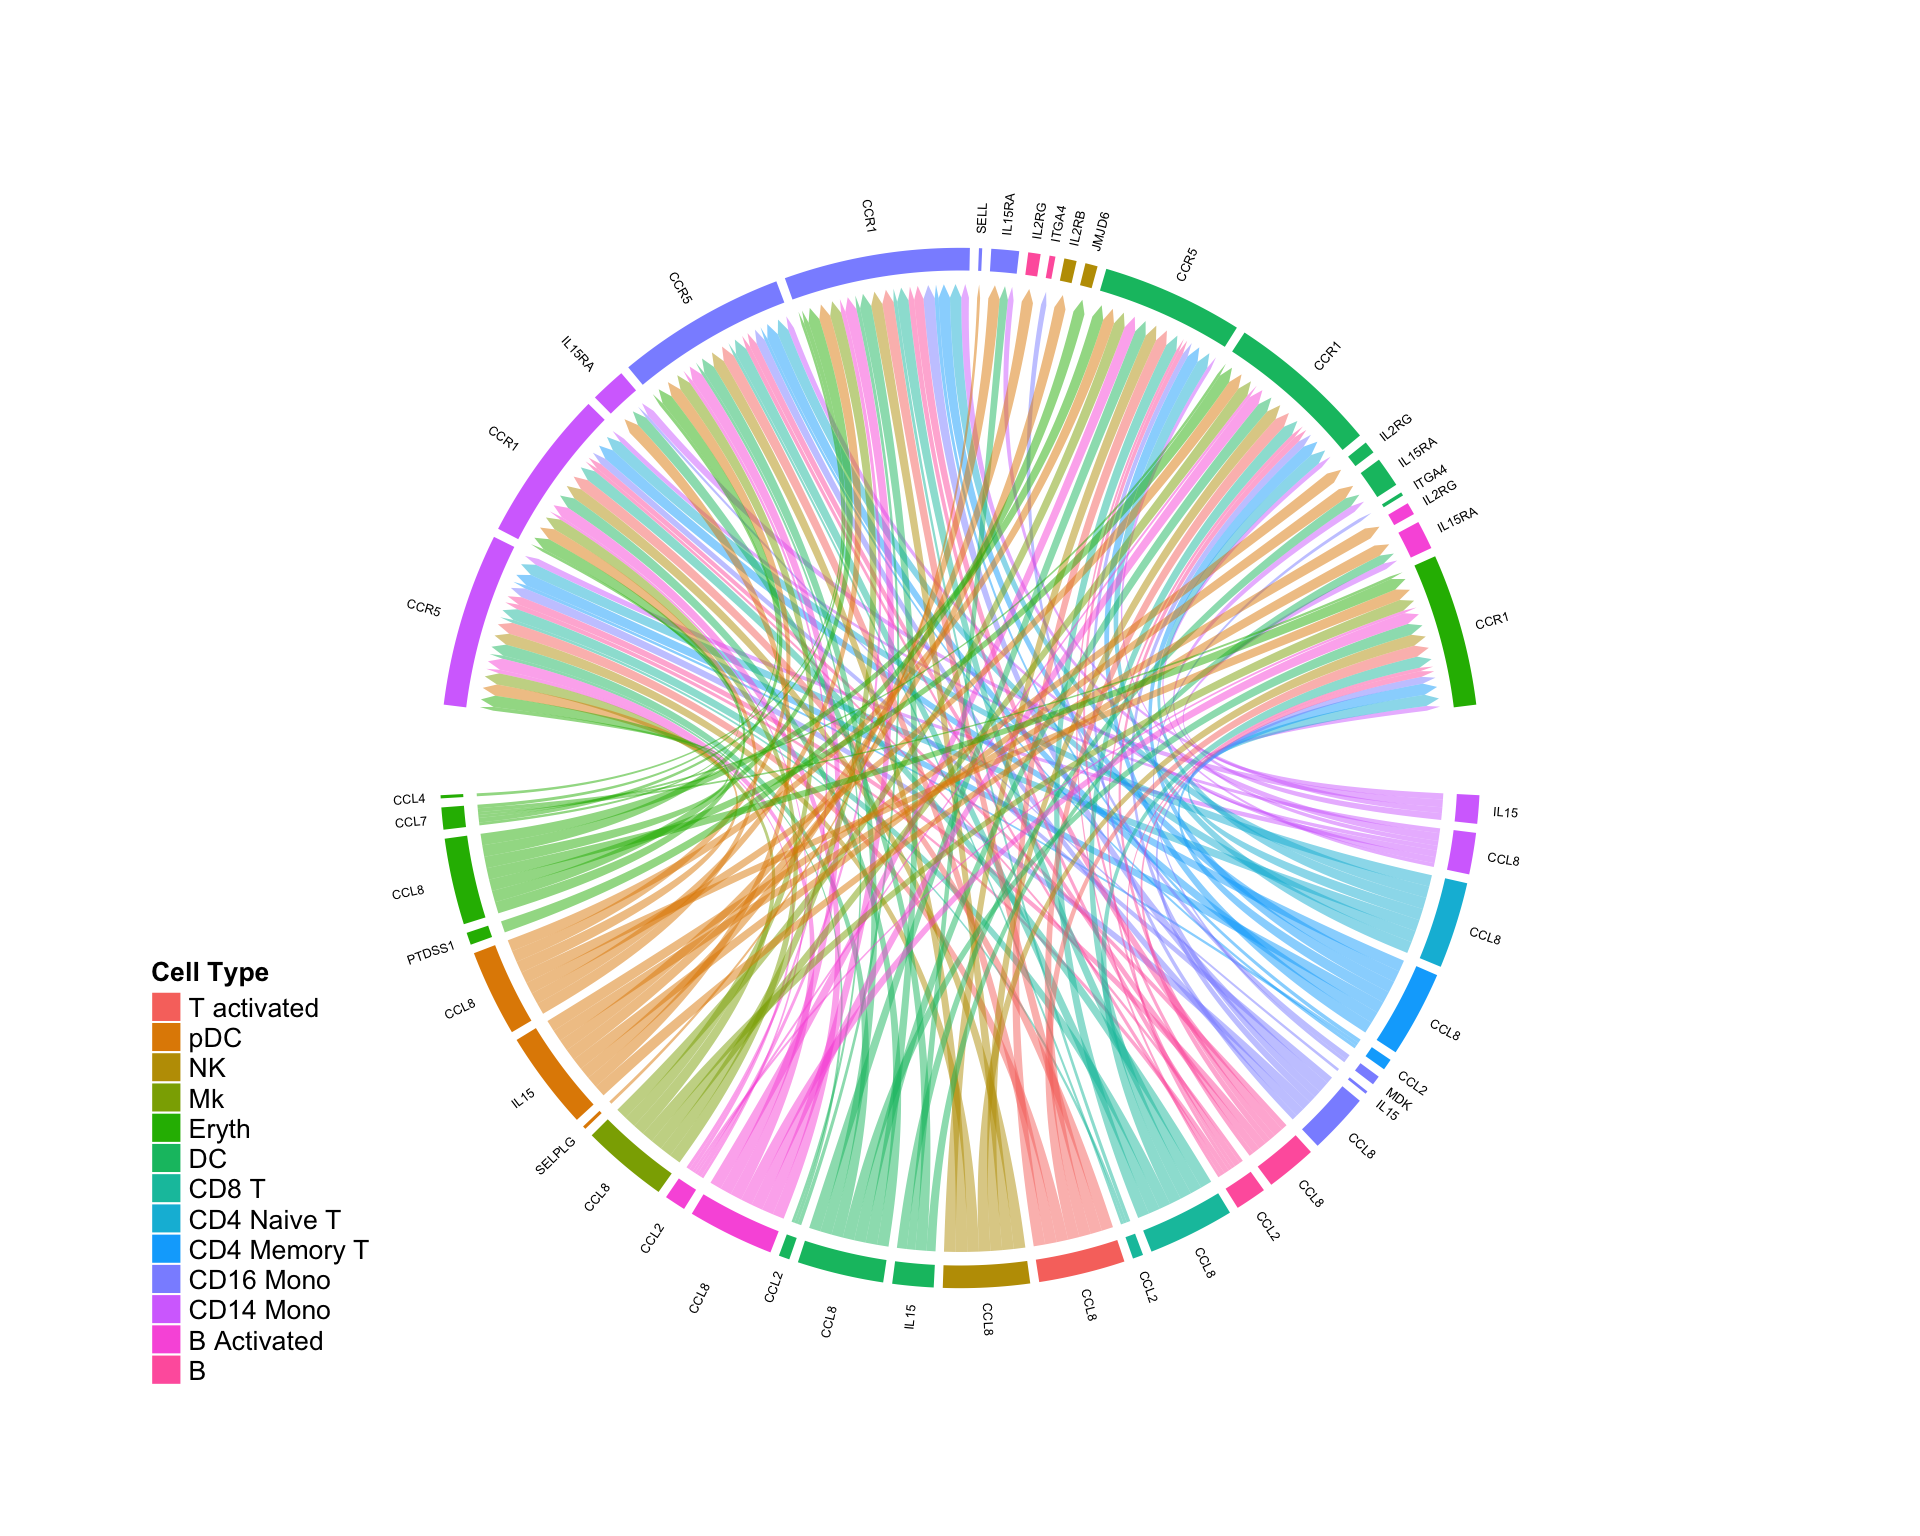 CCR5
CCR1
IL15RA
CCR5
CCR1
SELL
IL15RA
IL2RG
ITGA4
IL2RB
JMJD6
CCR5
CCR1
IL2RG
IL15RA
ITGA4
IL2RG
IL15RA
CCR1
IL15
CCL8
CCL8
CCL8
CCL2
MDK
IL15
CCL8
CCL8
CCL2
CCL8
CCL2
CCL8
CCL8
IL15
CCL8
CCL2
CCL8
CCL2
CCL8
SELPLG
IL15
CCL8
PTDSS1
CCL8
CCL7
CCL4
Cell Type
T activated
pDC
NK
Mk
Eryth
DC
CD8 T
CD4 Naive T
CD4 Memory T
CD16 Mono
CD14 Mono
B Activated
B